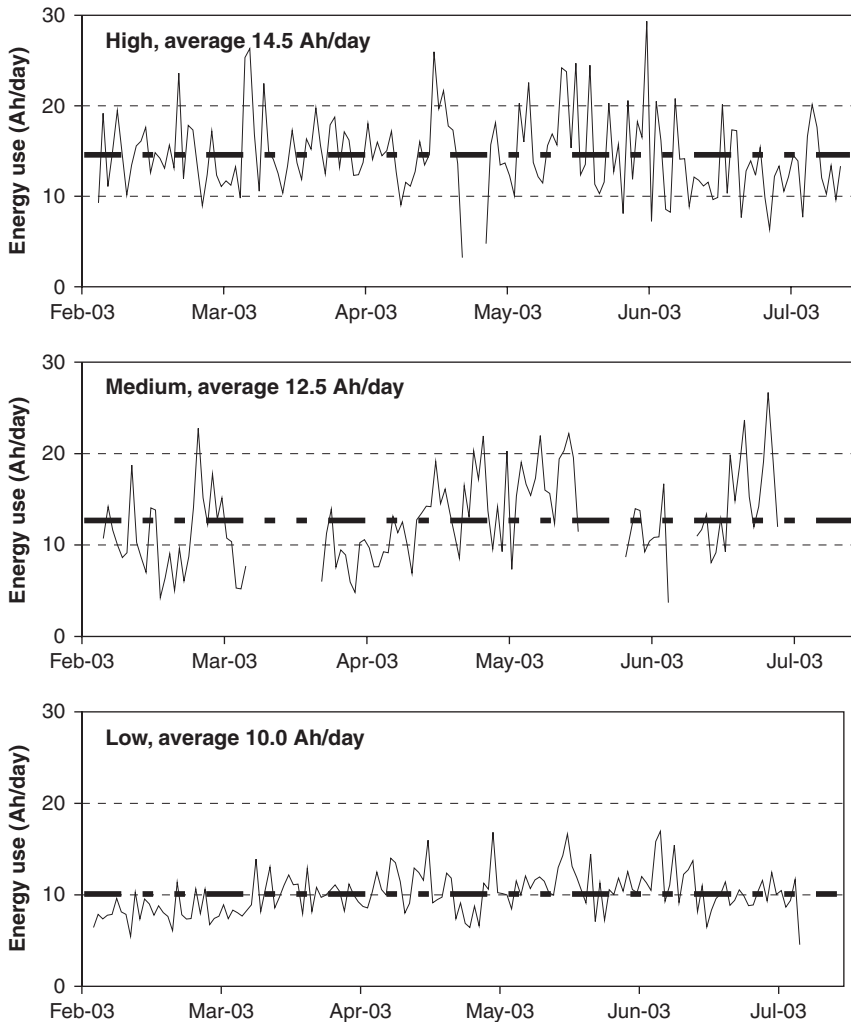 30
High, average 14.5 Ah/day
20
10
0
Energy use (Ah/day)
Feb-03 Mar-03 Apr-03 May-03 Jun-03 Jul-03
30
Medium, average 12.5 Ah/day
20
10
0
Energy use (Ah/day)
Feb-03 Mar-03 Apr-03 May-03 Jun-03 Jul-03
30
Low, average 10.0 Ah/day
20
10
0
Energy use (Ah/day)
Feb-03 Mar-03 Apr-03 May-03 Jun-03 Jul-03